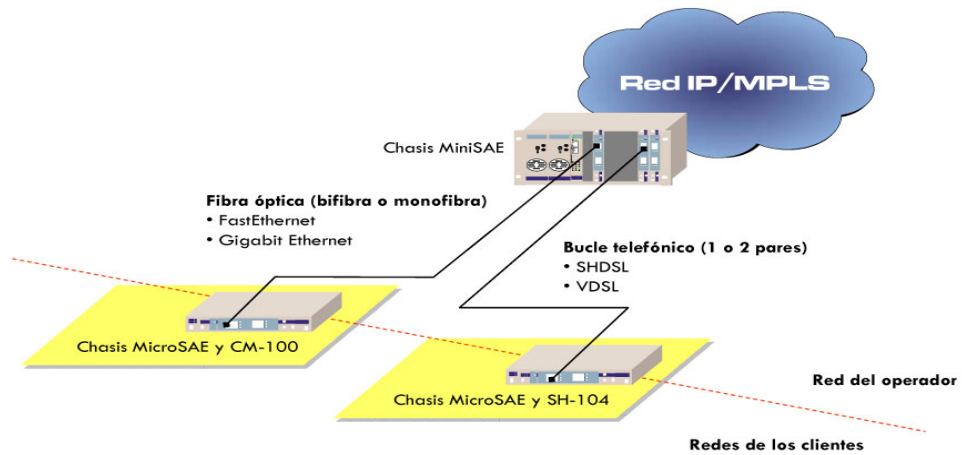 Red IP/MPLS
Chasis MiniSAE
Fibra óptica (bifibra o monofibra)
• FastEthernet
• Gigabit Ethernet
Bucle telefónico (1 o 2 pares)
• SHDSL
• VDSL
Chasis MicroSAE y CM-100
Chasis MicroSAE y SH-104
Red del operador
Redes de los clientes